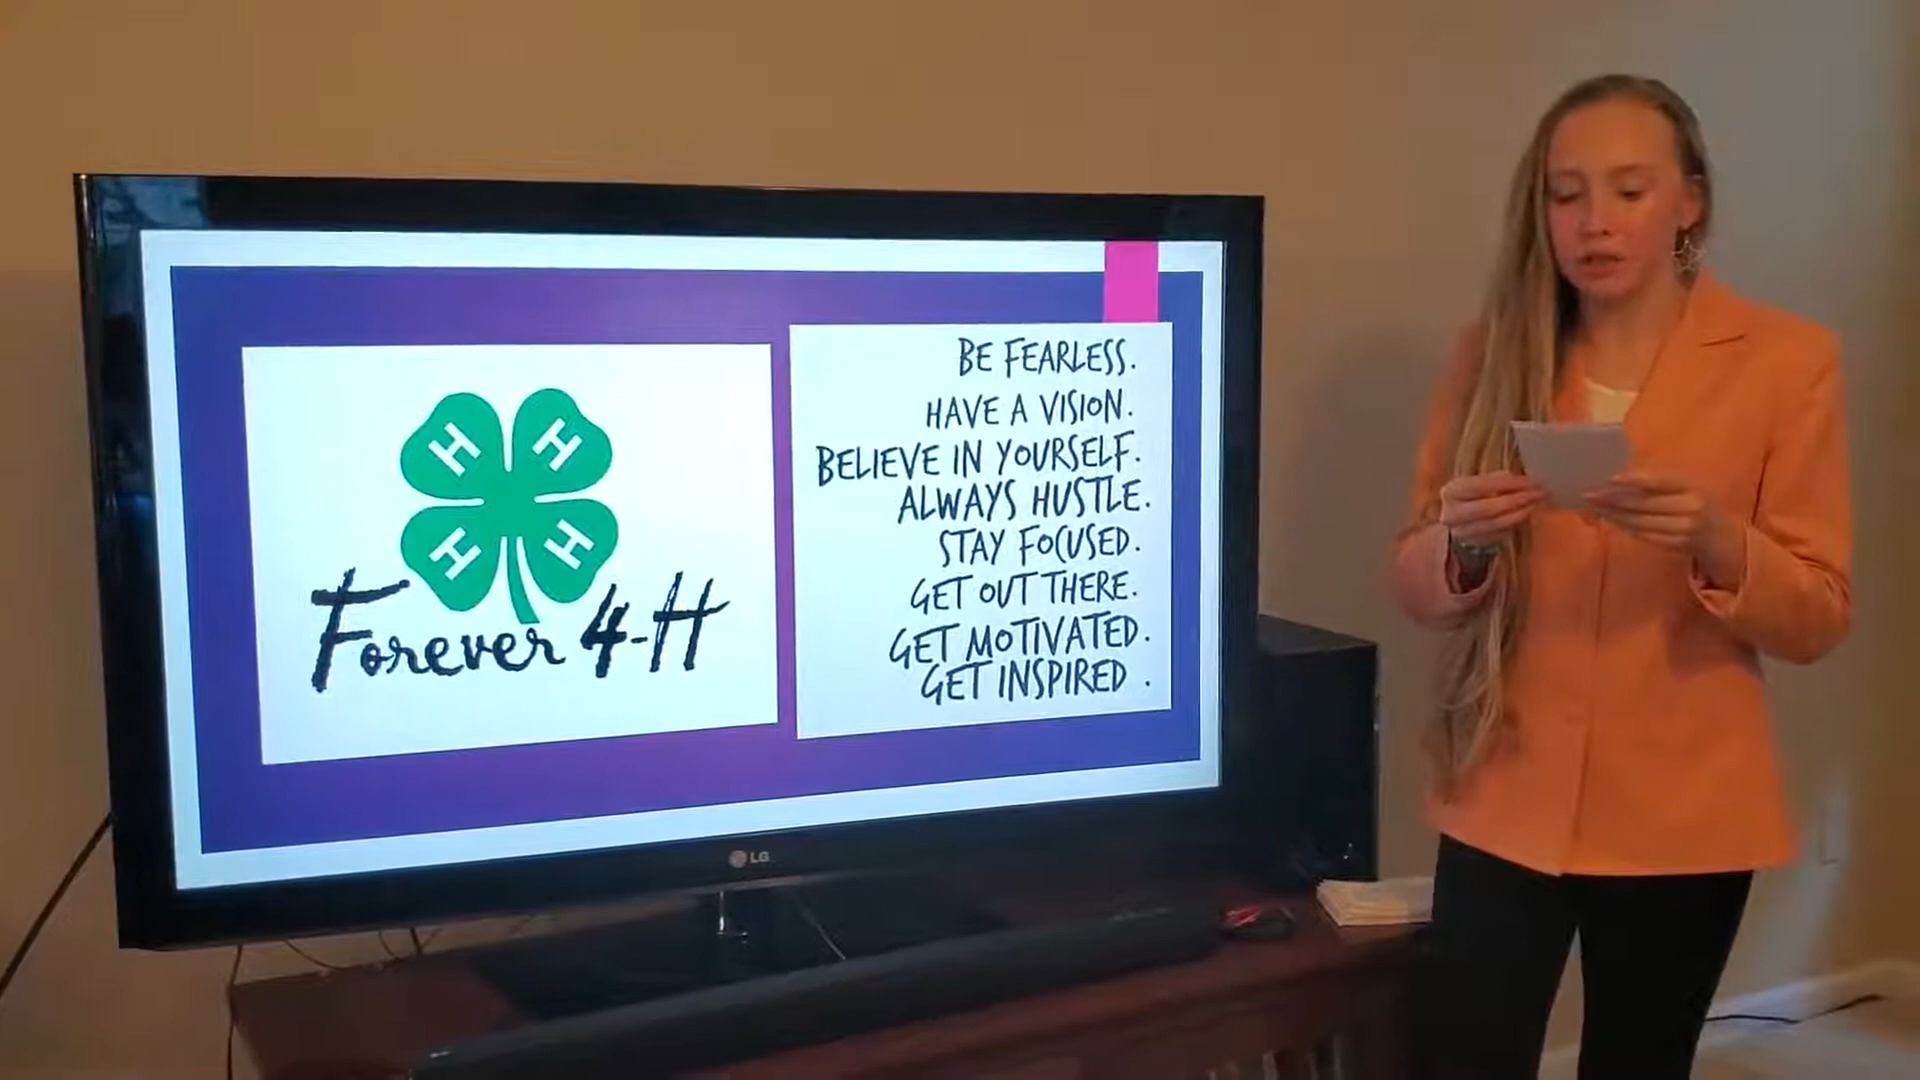 H H
H H
Forever 4-H
BE FEARLESS.
HAVE A VISION.
BELIEVE IN YOURSELF.
ALWAYS HUSTLE.
STAY FOCUSED.
GET OUT THERE.
GET MOTIVATED.
GET INSPIRED .
LG